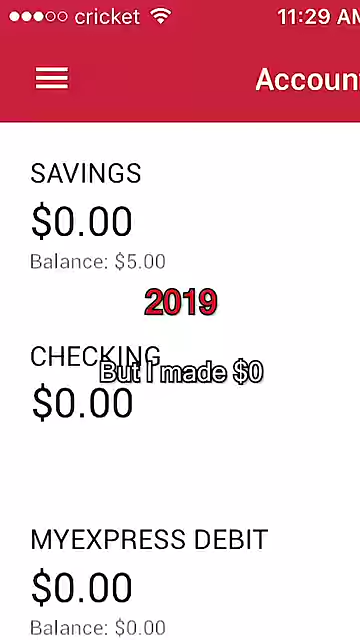 cricket 11:29 AM
Accoun
SAVINGS
$0.00
Balance: $5.00
2019
CHECKING
But I made $0
$0.00
MYEXPRESS DEBIT
$0.00
Balance: $0.00